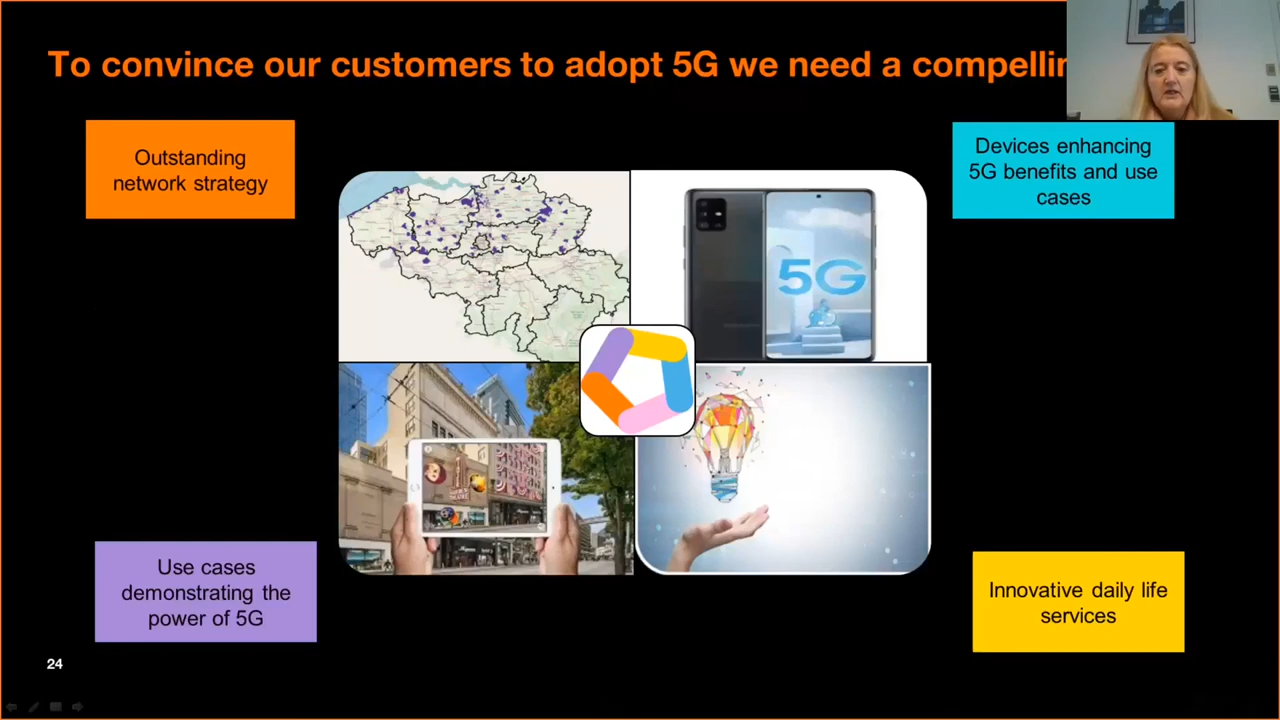 To convince our customers to adopt 5G we need a
Outstanding
network strategy
Devices enhancing
5G benefits and use
cases
5G
Use cases
demonstrating the
power of 5G
Innovative daily life
services
24